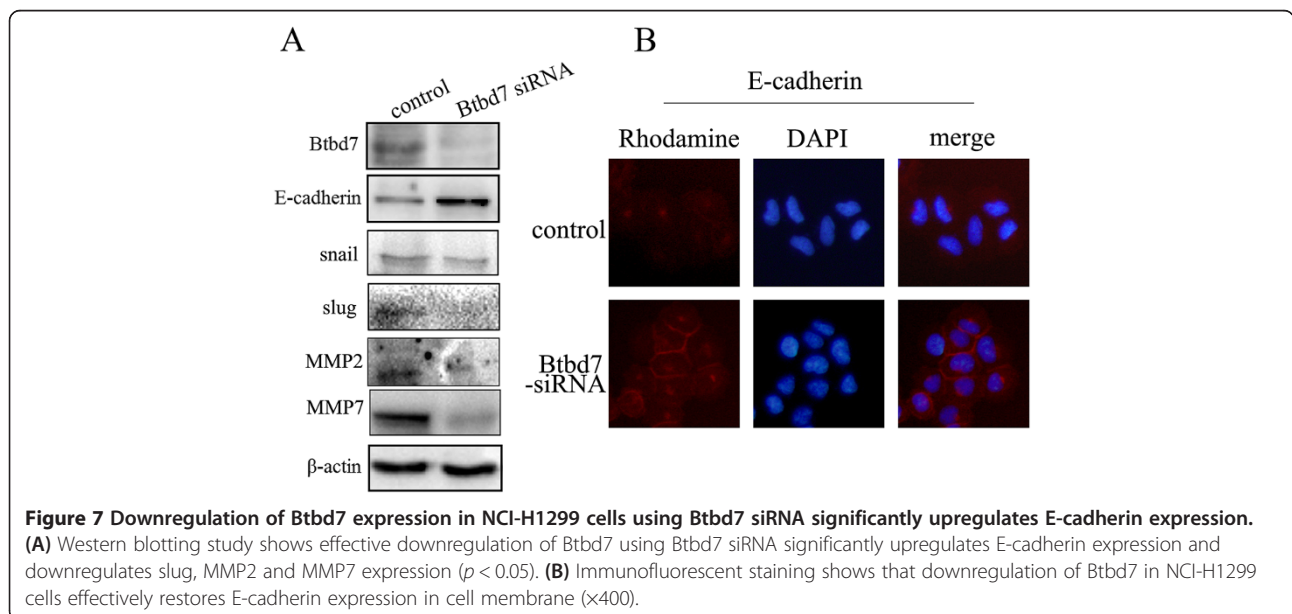 A
control
Btbd7 siRNA
Btbd7
E-cadherin
snail
slug
MMP2
MMP7
β-actin
B
E-cadherin
Rhodamine
DAPI
merge
control
Btbd7
-siRNA
Figure 7 Downregulation of Btbd7 expression in NCI-H1299 cells using Btbd7 siRNA significantly upregulates E-cadherin expression.
(A) Western blotting study shows effective downregulation of Btbd7 using Btbd7 siRNA significantly upregulates E-cadherin expression and
downregulates slug, MMP2 and MMP7 expression (p < 0.05). (B) Immunofluorescent staining shows that downregulation of Btbd7 in NCI-H1299
cells effectively restores E-cadherin expression in cell membrane (×400).